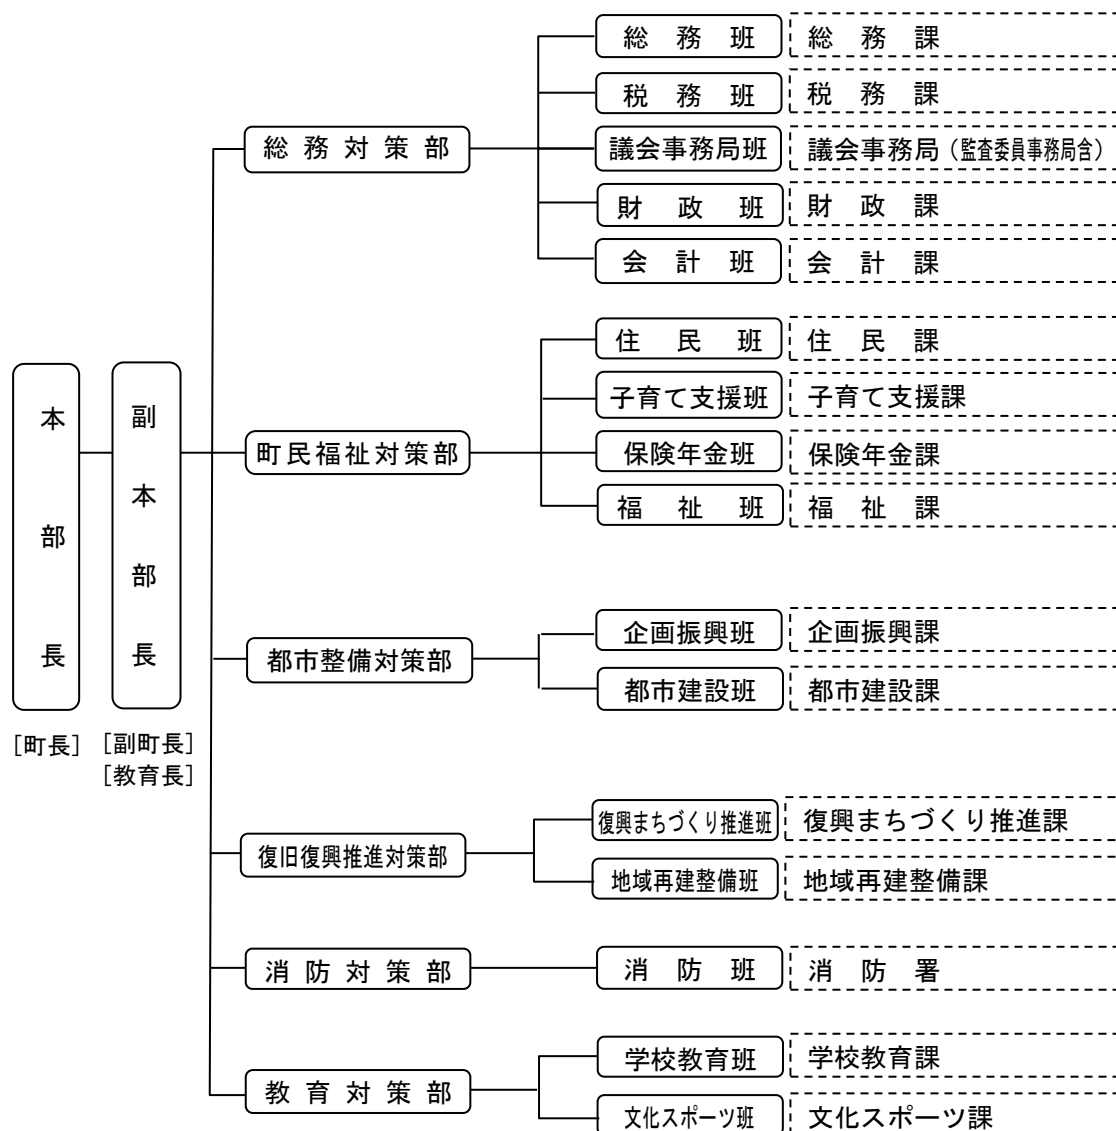 本部長
[町長]
副本部長
[副町長]
[教育長]
総務対策部
総務班 総務課
税務班 税務課
議会事務局班 議会事務局(監査委員事務局含)
財政班 財政課
会計班 会計課
町民福祉対策部
住民班 住民課
子育て支援班 子育て支援課
保険年金班 保険年金課
福祉班 福祉課
都市整備対策部
企画振興班 企画振興課
都市建設班 都市建設課
復旧復興推進対策部
復興まちづくり推進班 復興まちづくり推進課
地域再建整備班 地域再建整備課
消防対策部
消防班 消防署
教育対策部
学校教育班 学校教育課
文化スポーツ班 文化スポーツ課